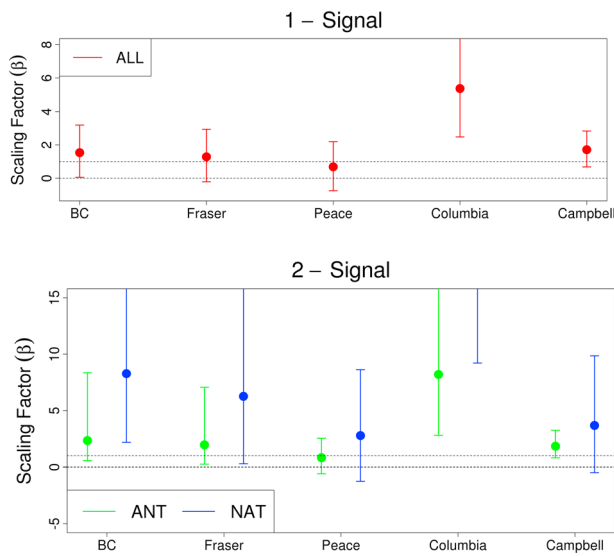 1 – Signal
Scaling Factor (β)
8
6
4
2
0
ALL
BC Fraser Peace Columbia Campbell
2 – Signal
Scaling Factor (β)
15
10
5
0
-5
ANT NAT
BC Fraser Peace Columbia Campbell